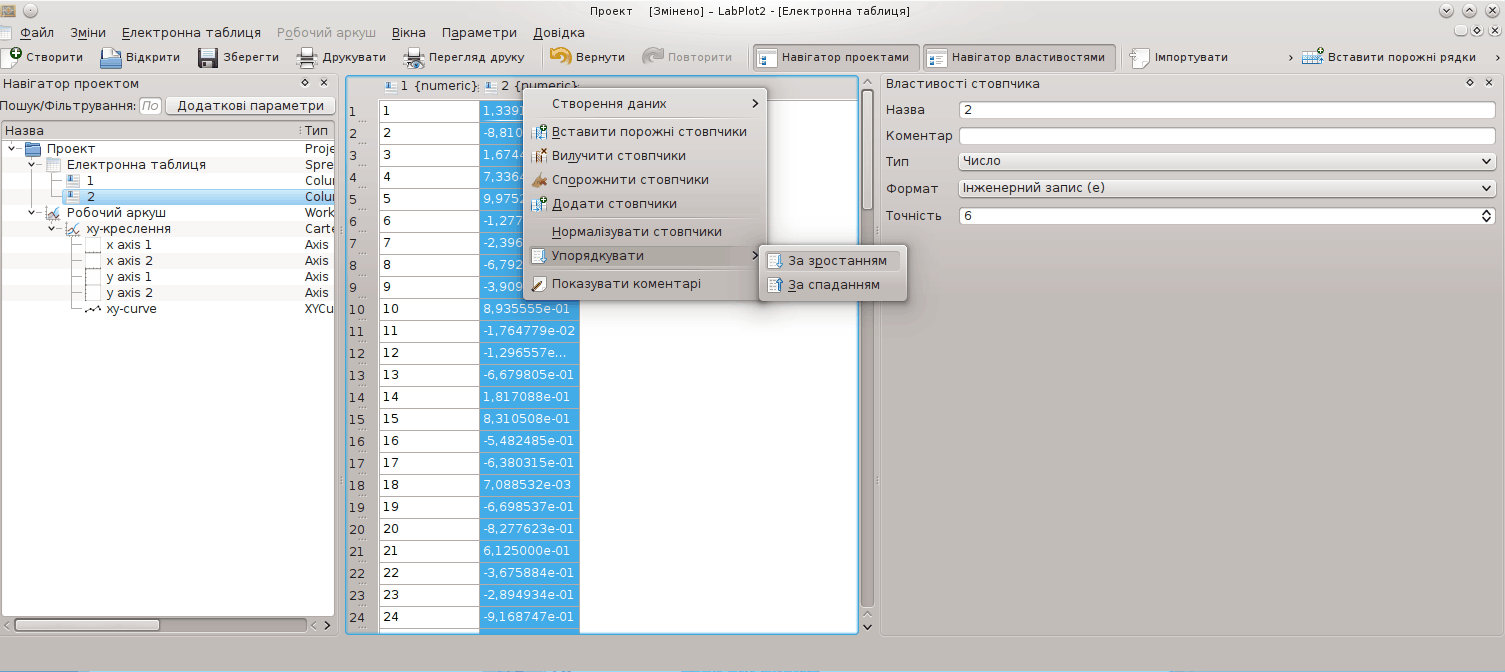 Проект [Змінено] – LabPlot2 - [Електронна таблиця]
Файл Зміни Електронна таблиця Робочий аркуш Вікна Параметри Довідка
Створити Відкрити Зберегти Друкувати Перегляд друку Вернути Повторити Навігатор проектами Навігатор властивостями Імпортувати Вставити порожні рядки
Навігатор проектом
Пошук/Фільтрування: По Додаткові параметри
Назва Тип
Проект Proje
Електронна таблиця Spre
1 Colu
2 Colu
Робочий аркуш Work
xy-креслення Carte
x axis 1 Axis
x axis 2 Axis
y axis 1 Axis
y axis 2 Axis
xy-curve XYCu
1 {numeric} 2 {numeric}
1 1 1,3391
2 2 -8,810
3 3 1,6744
4 4 7,3364
5 5 9,9752
6 6 -1,277
7 7 -2,396
8 8 -6,792
9 9 -3,909
10 10 8,935555e-01
11 11 -1,764779e-02
12 12 -1,296557e...
13 13 -6,679805e-01
14 14 1,817088e-01
15 15 8,310508e-01
16 16 -5,482485e-01
17 17 -6,380315e-01
18 18 7,088532e-03
19 19 -6,698537e-01
20 20 -8,277623e-01
21 21 6,125000e-01
22 22 -3,675884e-01
23 23 -2,894934e-01
24 24 -9,168747e-01
Створення даних
Вставити порожні стовпчики
Вилучити стовпчики
Спорожнити стовпчики
Додати стовпчики
Нормалізувати стовпчики
Упорядкувати
Показувати коментарі
За зростанням
За спаданням
Властивості стовпчика
Назва 2
Коментар
Тип Число
Формат Інженерний запис (e)
Точність 6